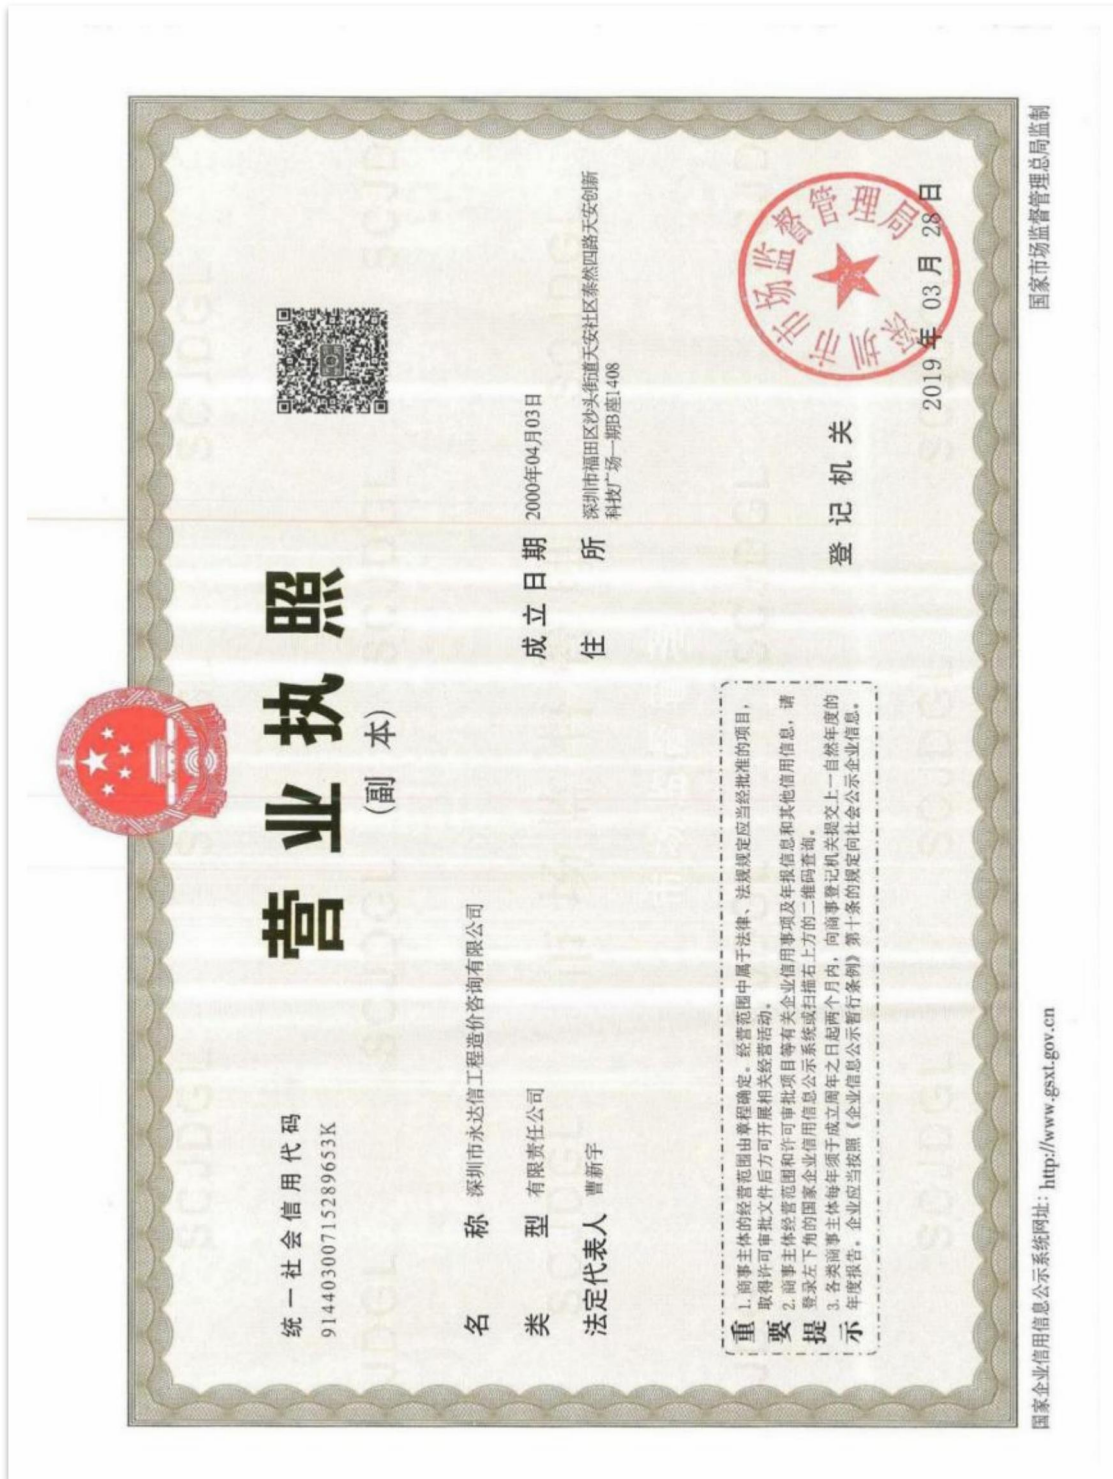 营业执照
(副 本)
统一社会信用代码
91440300715289653K
名 称 深圳市永达信工程造价咨询有限公司
类 型 有限责任公司
法定代表人 曹新宇
成立日期 2000年04月03日
住 所 深圳市福田区沙头街道天安社区泰然四路天安创新
科技广场一期B座1408
重要提示
1. 商事主体的经营范围由章程确定。经营范围中属于法律、法规规定应当经批准的项目，
取得许可审批文件后方可开展相关经营活动。
2. 商事主体经营范围和许可审批项目等有关企业信用事项及年报信息和其他信用信息，请
登录左下角的国家企业信用信息公示系统或扫描右上方的二维码查询。
3. 各类商事主体每年须于成立周年之日起两个月内，向商事登记机关提交上一自然年度的
年度报告。企业应当按照《企业信息公示暂行条例》第十条的规定向社会公示企业信息。
登记机关
深圳市市场监督管理局
2019 年 03 月 28 日
国家企业信用信息公示系统网址：http://www.gsxt.gov.cn
国家市场监督管理总局监制
SCJDGL